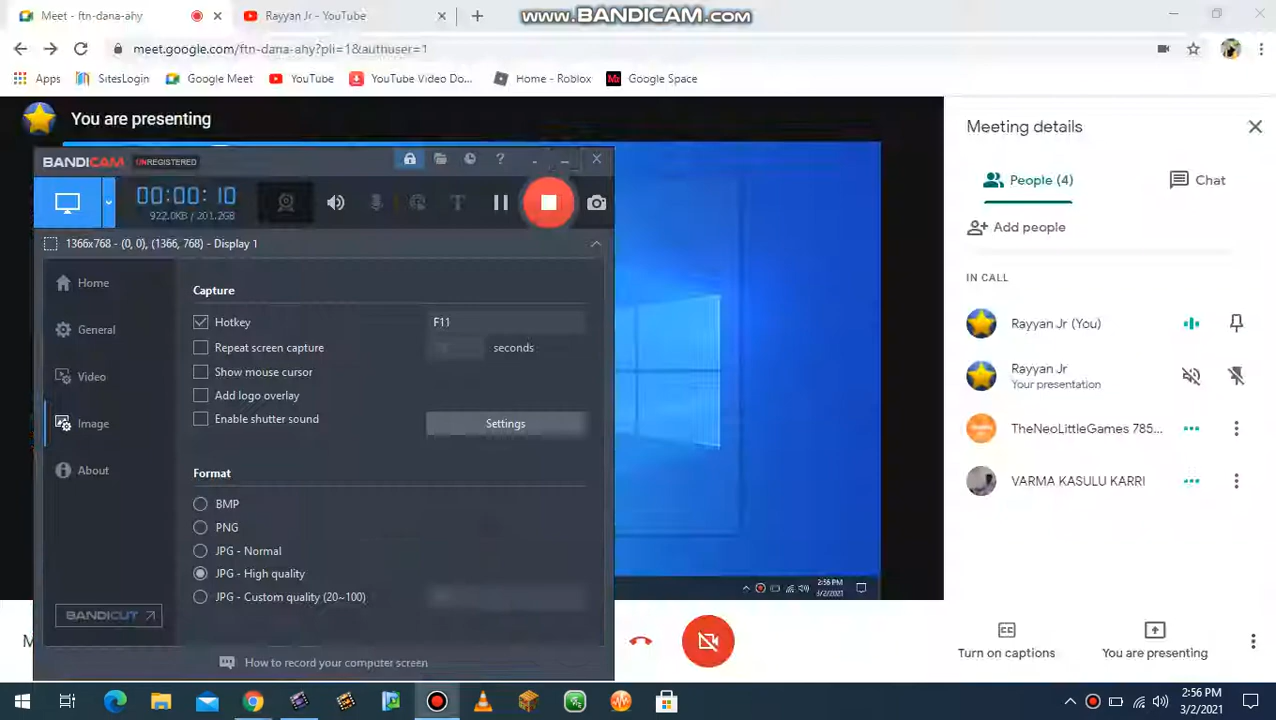 Meet - ftn-dana-ahy
Rayyan Jr - YouTube
www.BANDICAM.com
meet.google.com/ftn-dana-ahy?pli=1&authuser=1
Apps
SitesLogin
Google Meet
YouTube
YouTube Video Do...
Home - Roblox
Google Space
You are presenting
Meeting details
BANDICAM UNREGISTERED
People (4)
Chat
00:00:10
922.0KB / 201.2GB
Add people
1366x768 - (0, 0), (1366, 768) - Display 1
IN CALL
Home
Capture
Hotkey
F11
Rayyan Jr (You)
General
Repeat screen capture
seconds
Show mouse cursor
Rayyan Jr
Your presentation
Video
Add logo overlay
Image
Enable shutter sound
Settings
TheNeoLittleGames 785...
About
Format
VARMA KASULU KARRI
BMP
PNG
JPG - Normal
JPG - High quality
2:56 PM
3/2/2021
JPG - Custom quality (20~100)
BANDICUT
M
Turn on captions
You are presenting
How to record your computer screen
2:56 PM
3/2/2021